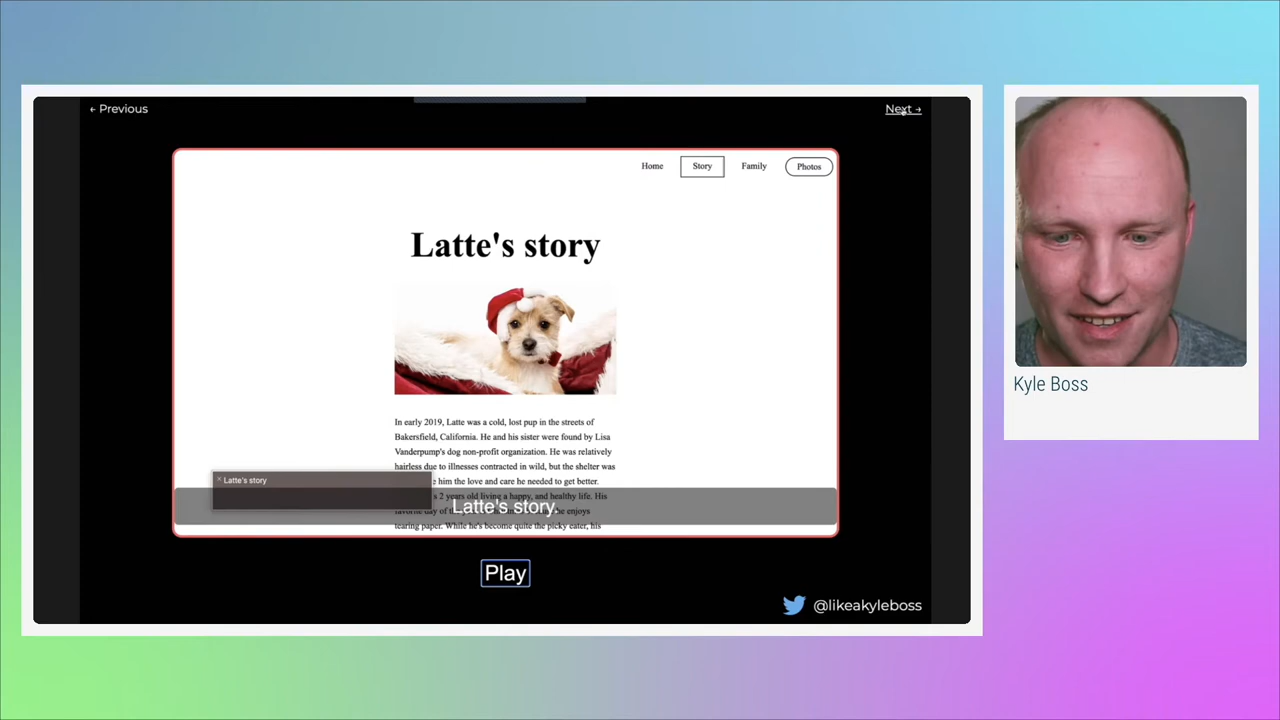 ← Previous
Next →
Home
Story
Family
Photos
Latte's story
In early 2019, Latte was a cold, lost pup in the streets of
Bakersfield, California. He and his sister were found by Lisa
Vanderpump's dog non-profit organization. He was relatively
hairless due to illnesses contracted in wild, but the shelter was
him the love and care he needed to get better.
2 years old living a happy, and healthy life. His
day of
he enjoys
tearing paper. While he's become quite the picky eater, his
× Latte's story
Latte's story.
Play
@likeakyleboss
Kyle Boss